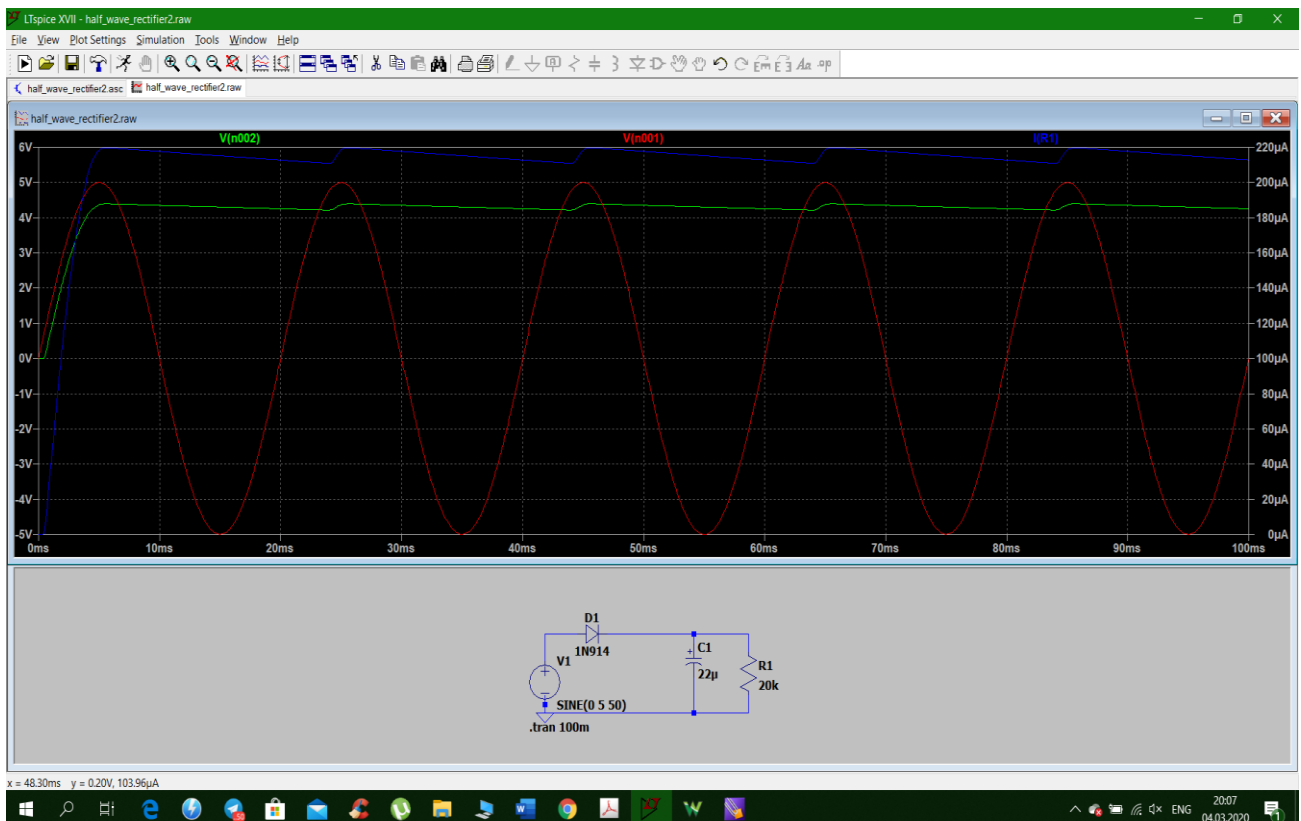 LTspice XVII - half_wave_rectifier2.raw
File View Plot Settings Simulation Tools Window Help
half_wave_rectifier2.asc half_wave_rectifier2.raw
half_wave_rectifier2.raw
V(n002) V(n001) I(R1)
6V 220µA
5V 200µA
4V 180µA
3V 160µA
2V 140µA
1V 120µA
0V 100µA
-1V 80µA
-2V 60µA
-3V 40µA
-4V 20µA
-5V 0µA
0ms 10ms 20ms 30ms 40ms 50ms 60ms 70ms 80ms 90ms 100ms
D1
1N914
V1
C1
22µ
R1
20k
SINE(0 5 50)
.tran 100m
x = 48.30ms y = 0.20V, 103.96µA
ENG
20:07
04.03.2020